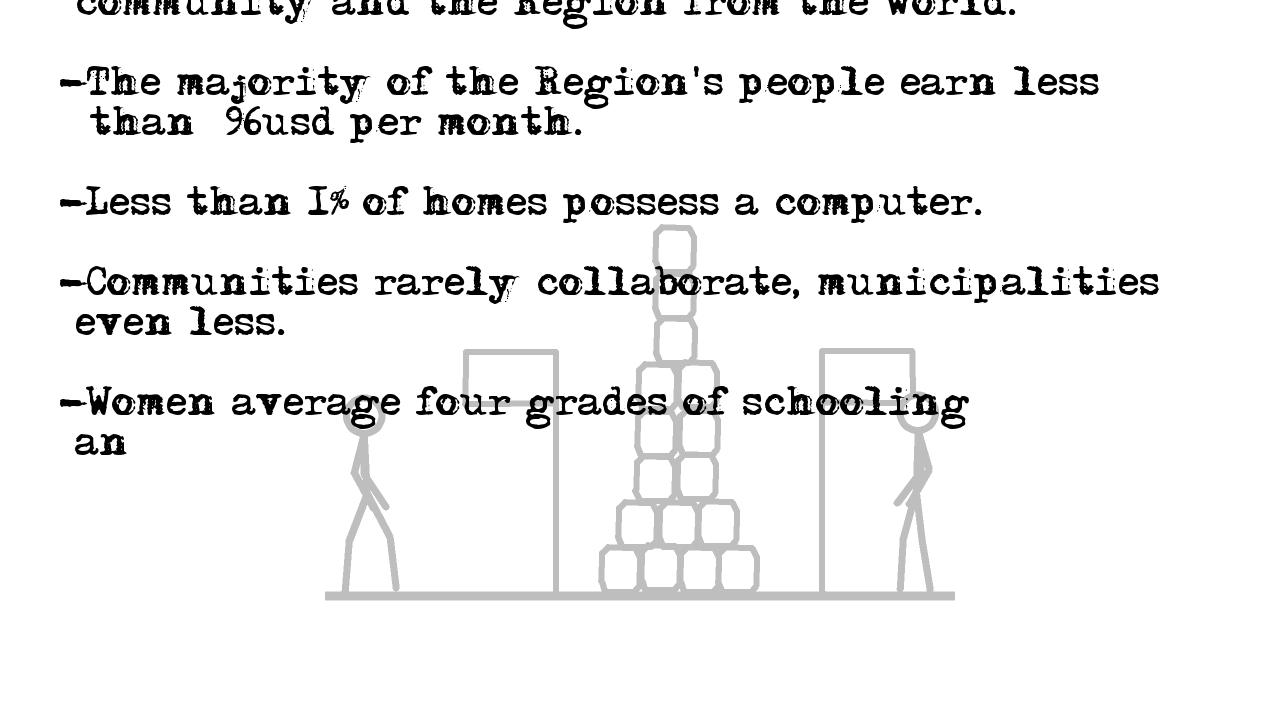 community and the Region from the world.
-The majority of the Region's people earn less
than 96usd per month.
-Less than 1% of homes possess a computer.
-Communities rarely collaborate, municipalities
even less.
-Women average four grades of schooling
an